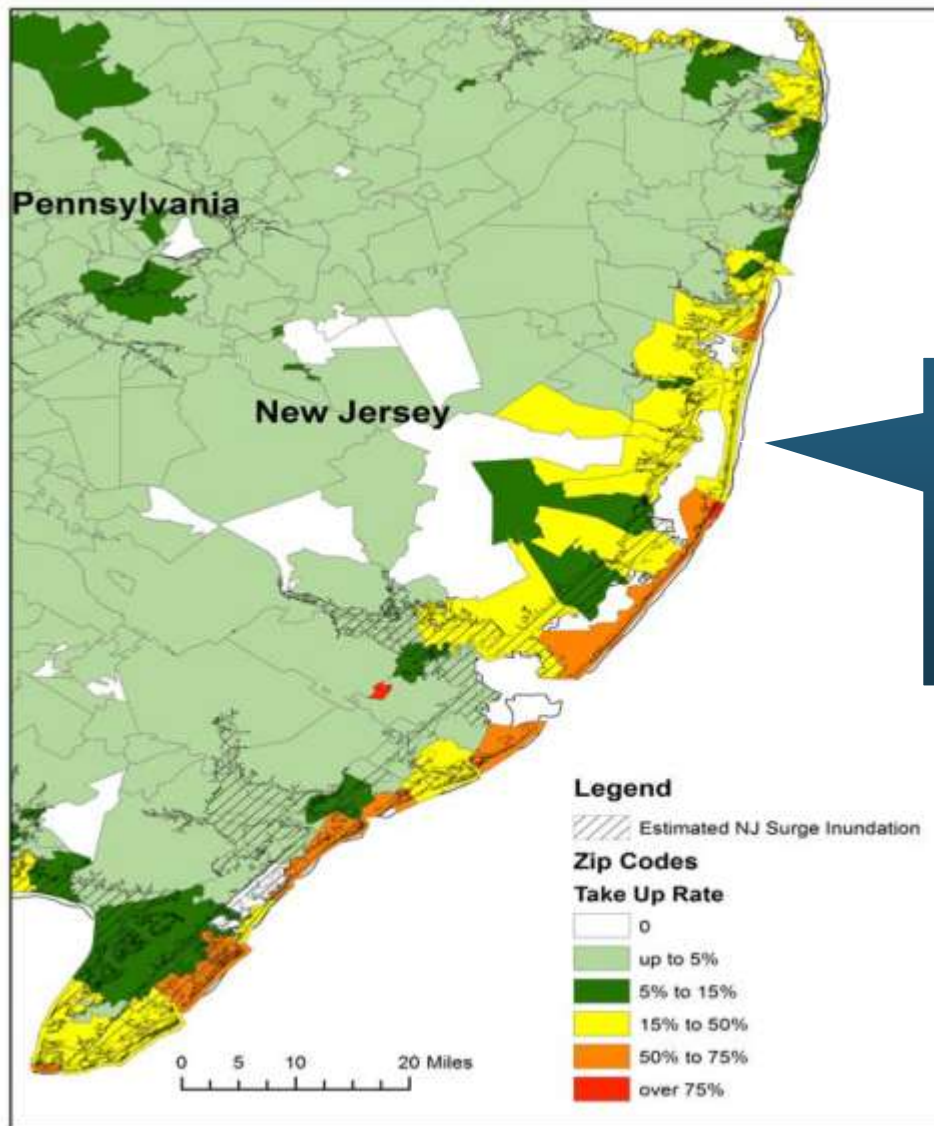 Pennsylvania
New Jersey
Legend
Estimated NJ Surge Inundation
Zip Codes
Take Up Rate
0
up to 5%
5% to 15%
15% to 50%
50% to 75%
over 75%
0 5 10 20 Miles